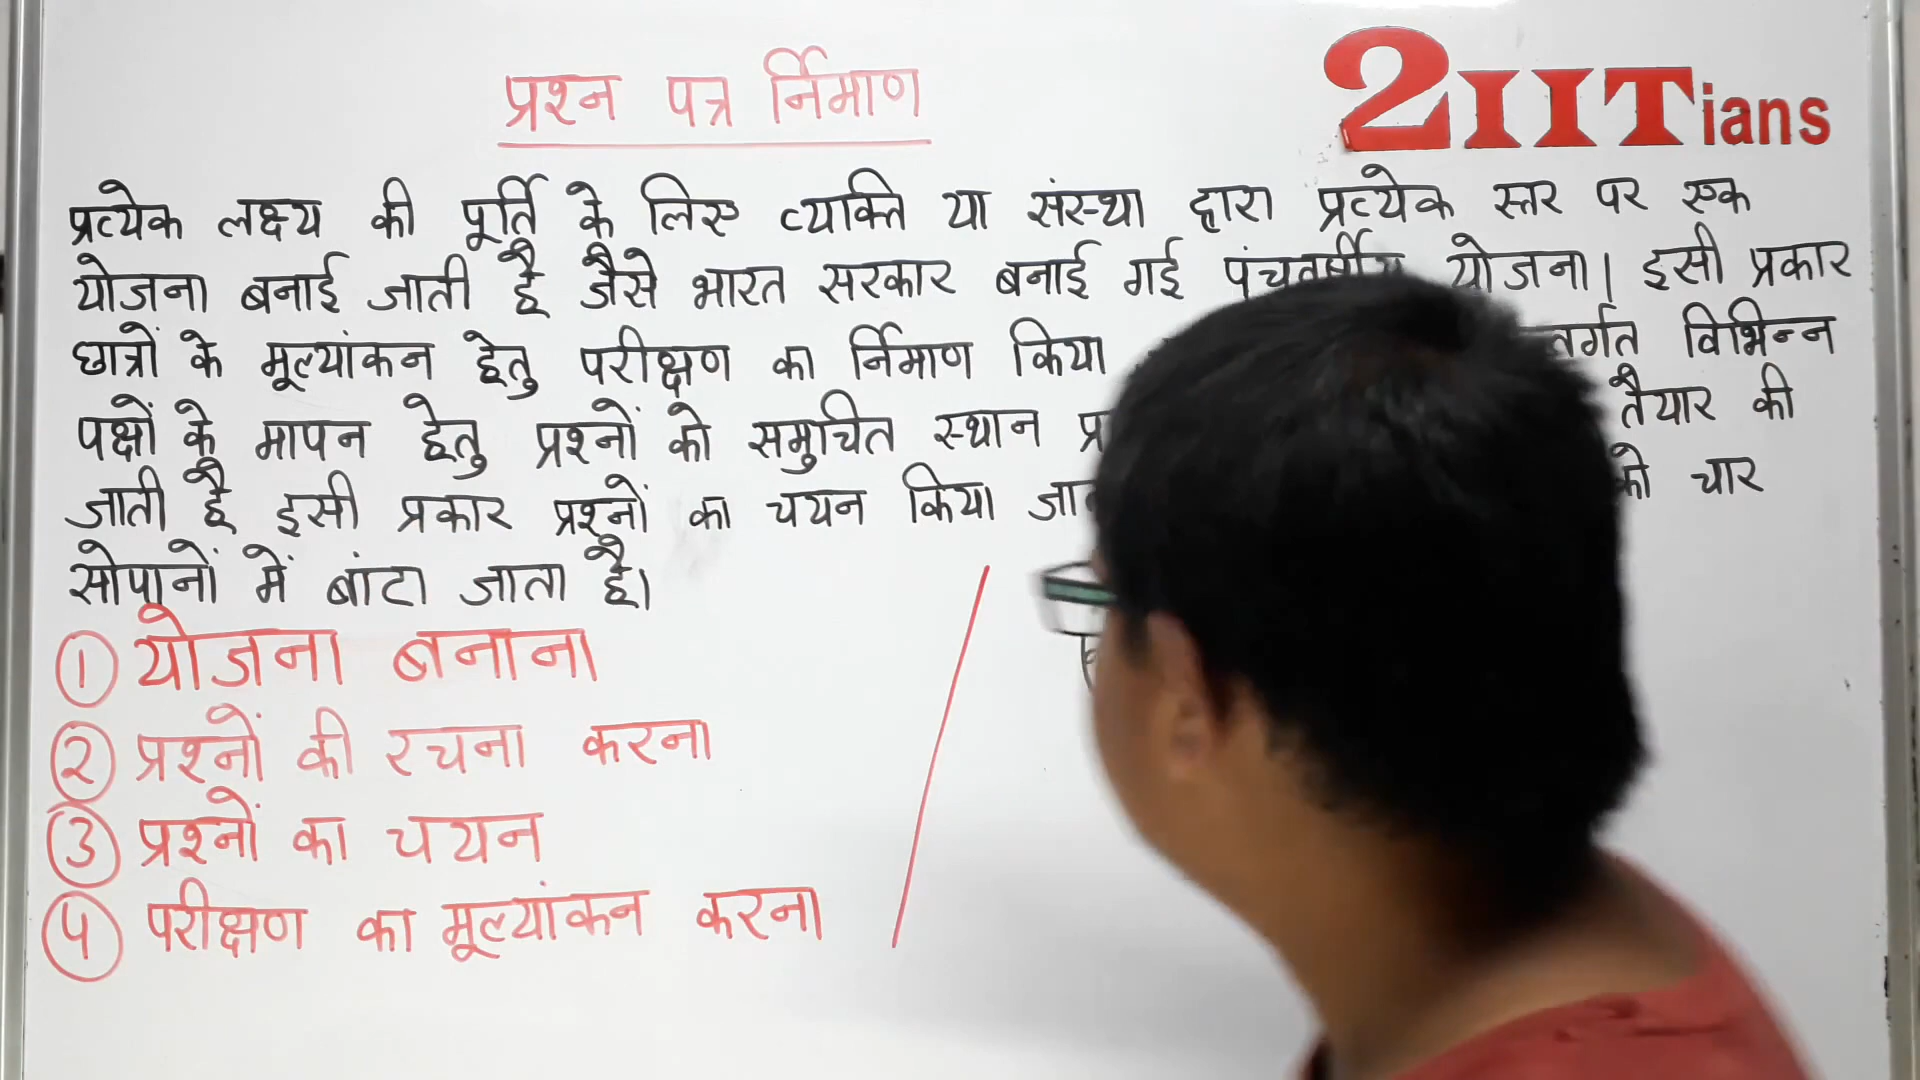 प्रश्न पत्र र्निमाण
2IITians
प्रत्येक लक्ष्य की पूर्ति के लिए व्यक्ति या संस्था द्वारा प्रत्येक स्तर पर एक
योजना बनाई जाती है जैसे भारत सरकार बनाई गई पंचवर्षीय योजना। इसी प्रकार
छात्रों के मूल्यांकन हेतु परीक्षण का र्निमाण किया विभिन्न
पक्षों के मापन हेतु प्रश्नों को समुचित स्थान तैयार की
जाती है इसी प्रकार प्रश्नों का चयन किया को चार
सोपानों में बांटा जाता है।
① योजना बनाना
② प्रश्नों की रचना करना
③ प्रश्नों का चयन
④ परीक्षण का मूल्यांकन करना